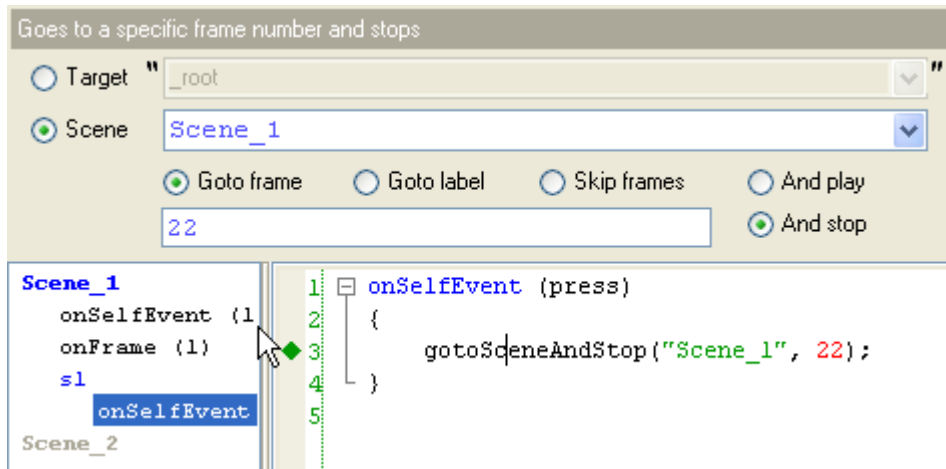 Goes to a specific frame number and stops
Target " _root "
Scene Scene_1
Goto frame Goto label Skip frames And play
22 And stop
Scene_1
onSelfEvent (l
onFrame (1)
sl
onSelfEvent
Scene_2
1 onSelfEvent (press)
2 {
3 gotoSceneAndStop("Scene_1", 22);
4 }
5